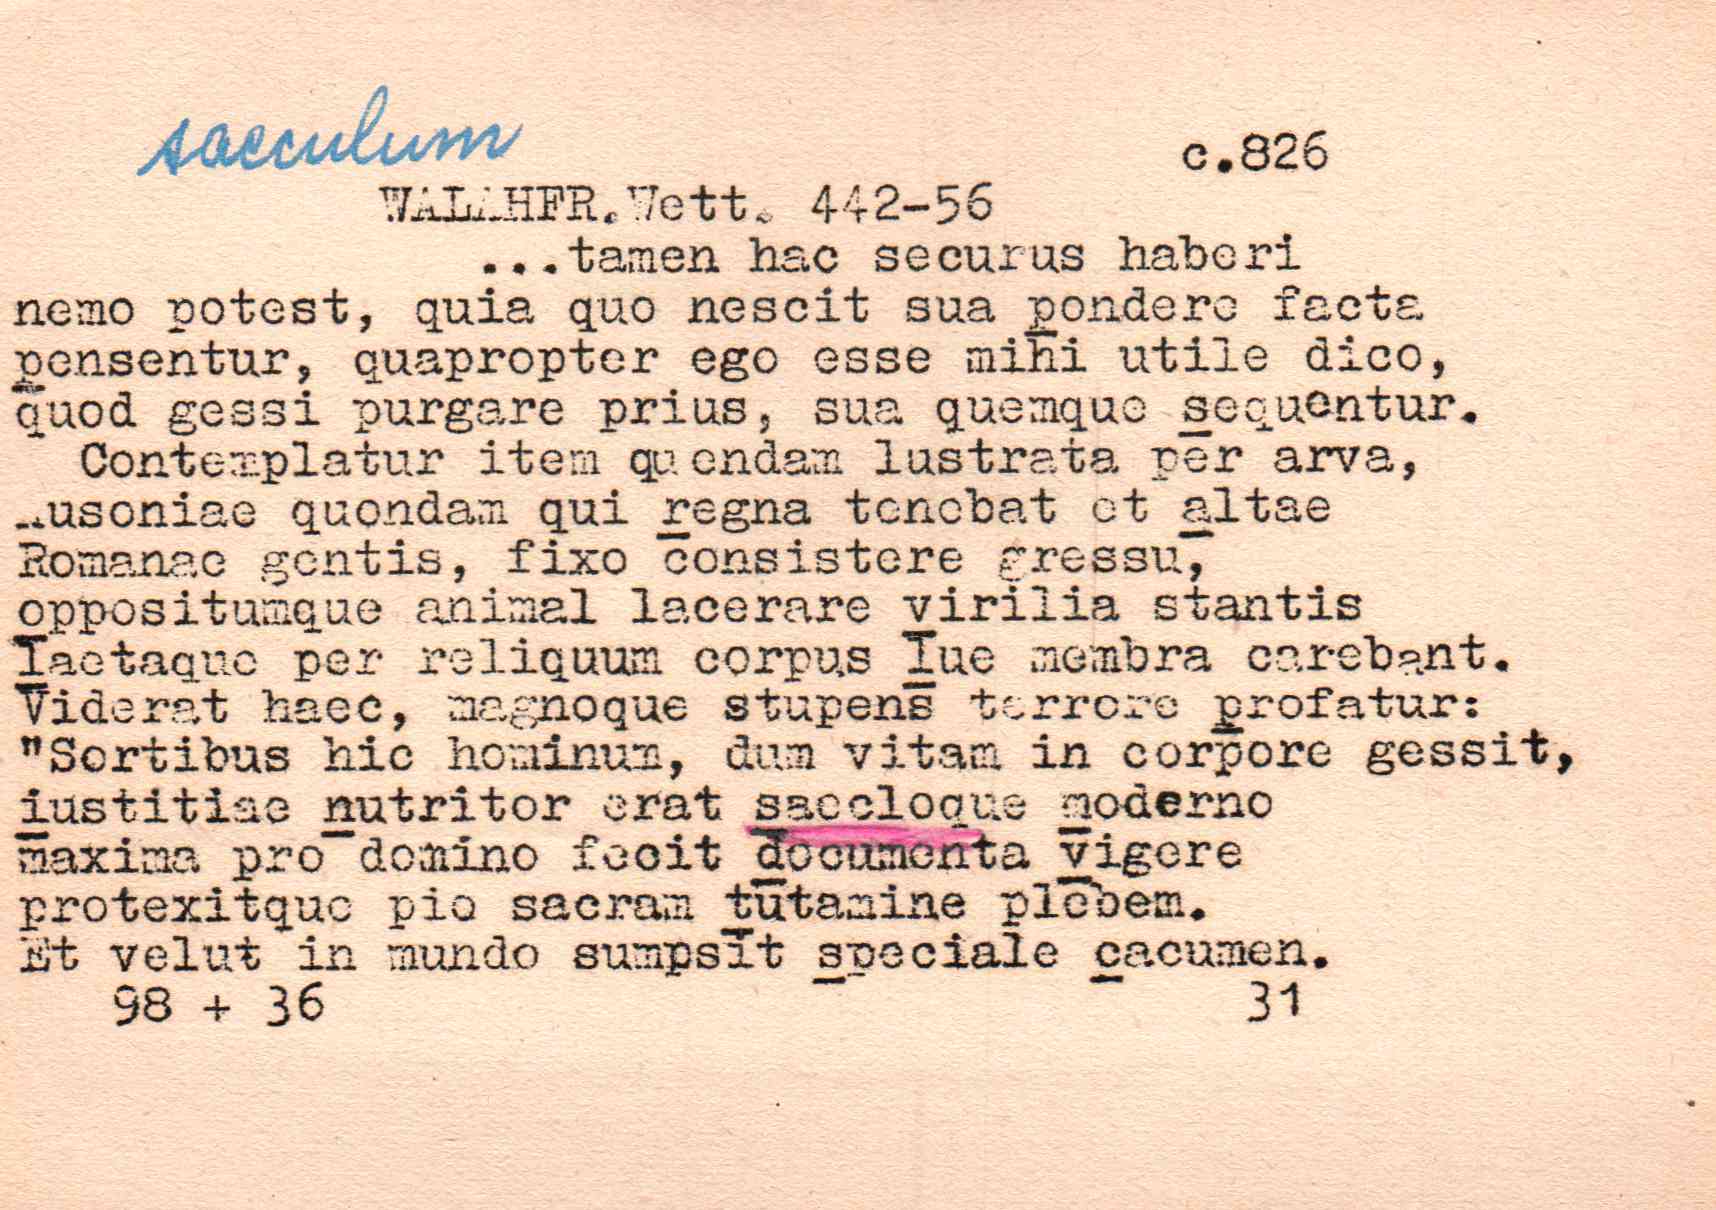 saeculum
c.826
WALAHFR.Wett. 442-56
...tamen hac securus haberi
nemo potest, quia quo nescit sua pondere facta
pensentur, quapropter ego esse mihi utile dico,
quod gessi purgare prius, sua quemque sequentur.
Contemplatur item quendam lustrata per arva,
Ausoniae quondam qui regna tenebat et altae
Romanae gentis, fixo consistere gressu,
oppositumque animal lacerare virilia stantis
Iaetaque per reliquum corpus Iue membra carebant.
Viderat haec, magnoque stupens terrore profatur:
"Sortibus hic hominum, dum vitam in corpore gessit,
iustitiae nutritor erat saecloque moderno
maxima pro domino fecit documenta vigere
protexitque pio sacram tutamine plebem.
Et velut in mundo sumpsit speciale cacumen.
98 + 36 31